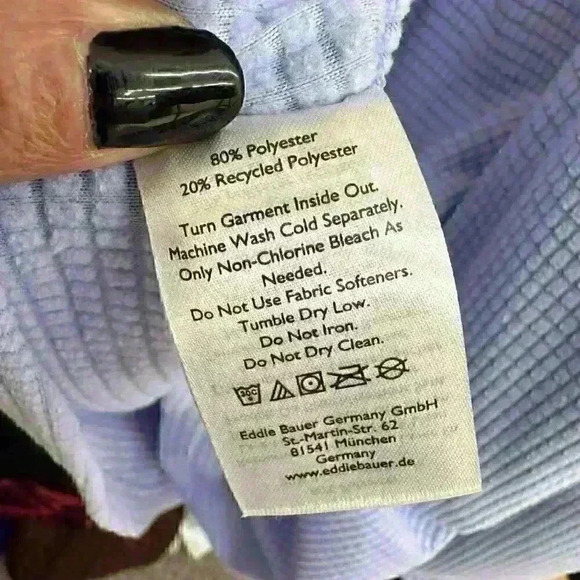 80% Polyester
20% Recycled Polyester
Turn Garment Inside Out.
Machine Wash Cold Separately.
Only Non-Chlorine Bleach As
Needed.
Do Not Use Fabric Softeners.
Tumble Dry Low.
Do Not Iron.
Do Not Dry Clean.
30C
Eddie Bauer Germany GmbH
St.-Martin-Str. 62
81541 München
Germany
www.eddiebauer.de